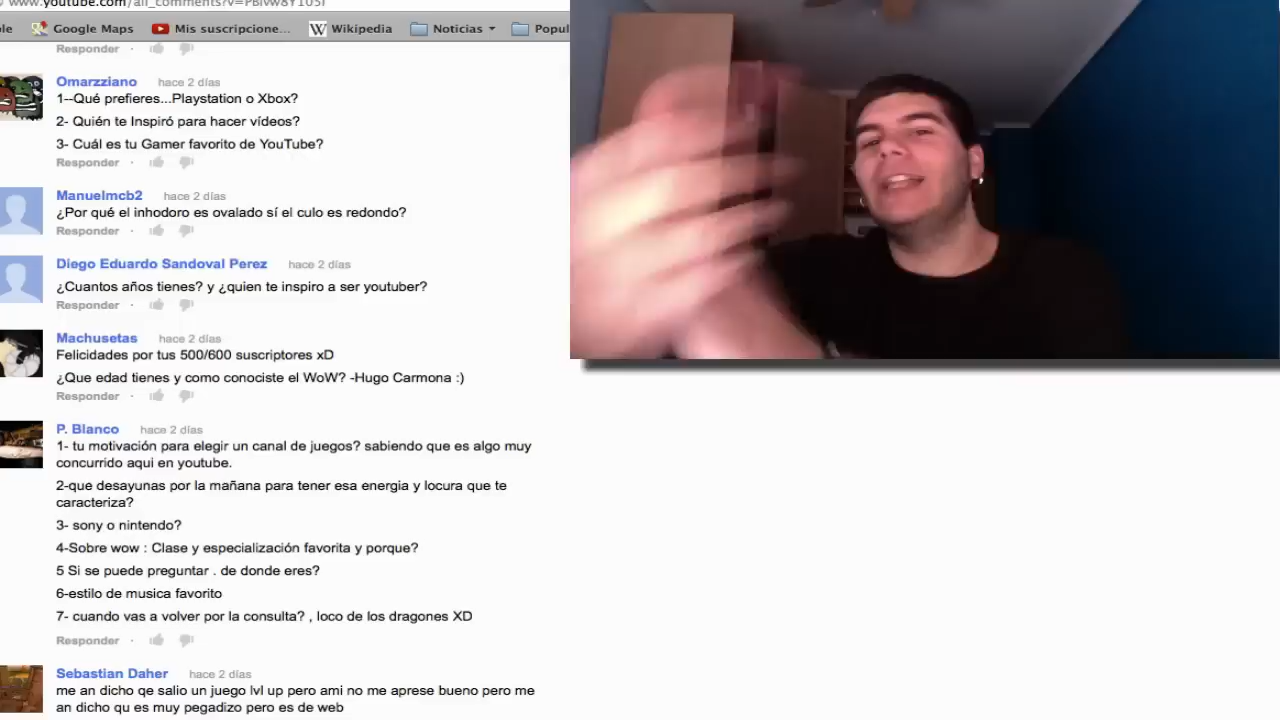 www.youtube.com/all_comments?v=PBivw8Y1U5I
ple Google Maps Mis suscripcione... Wikipedia Noticias Popul
Responder ·
Omarzziano hace 2 días
1--Qué prefieres...Playstation o Xbox?
2- Quién te Inspiró para hacer vídeos?
3- Cuál es tu Gamer favorito de YouTube?
Responder ·
Manuelmcb2 hace 2 días
¿Por qué el inhodoro es ovalado sí el culo es redondo?
Responder ·
Diego Eduardo Sandoval Perez hace 2 días
¿Cuantos años tienes? y ¿quien te inspiro a ser youtuber?
Responder ·
Machusetas hace 2 días
Felicidades por tus 500/600 suscriptores xD
¿Que edad tienes y como conociste el WoW? -Hugo Carmona :)
Responder ·
P. Blanco hace 2 días
1- tu motivación para elegir un canal de juegos? sabiendo que es algo muy
concurrido aqui en youtube.
2-que desayunas por la mañana para tener esa energia y locura que te
caracteriza?
3- sony o nintendo?
4-Sobre wow : Clase y especialización favorita y porque?
5 Si se puede preguntar . de donde eres?
6-estilo de musica favorito
7- cuando vas a volver por la consulta? , loco de los dragones XD
Responder ·
Sebastian Daher hace 2 días
me an dicho qe salio un juego lvl up pero ami no me aprese bueno pero me
an dicho qu es muy pegadizo pero es de web